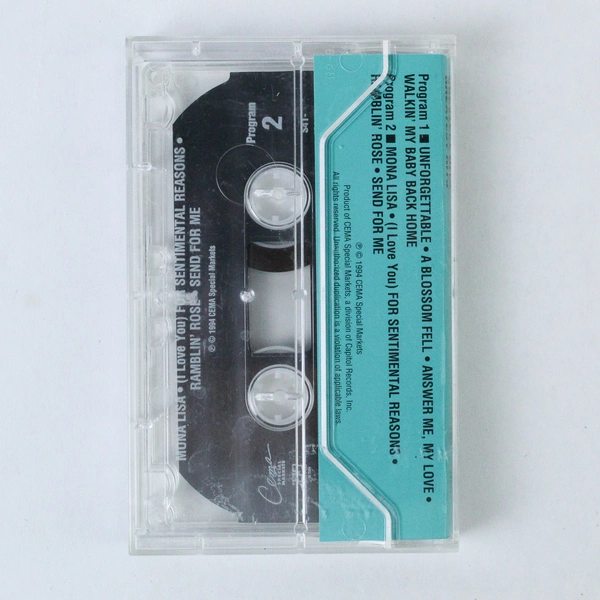 Program 1 ■ UNFORGETTABLE • A BLOSSOM FELL • ANSWER ME, MY LOVE •
WALKIN' MY BABY BACK HOME
Program 2 ■ MONA LISA • (I Love You) FOR SENTIMENTAL REASONS •
RAMBLIN' ROSE • SEND FOR ME
℗ © 1994 CEMA Special Markets
Product of CEMA Special Markets, a division of Capitol Records, Inc.
All rights reserved. Unauthorized duplication is a violation of applicable laws.
Program
2
MONA LISA • (I Love You) FOR SENTIMENTAL REASONS •
RAMBLIN' ROSE • SEND FOR ME
℗ © 1994 CEMA Special Markets
Cema